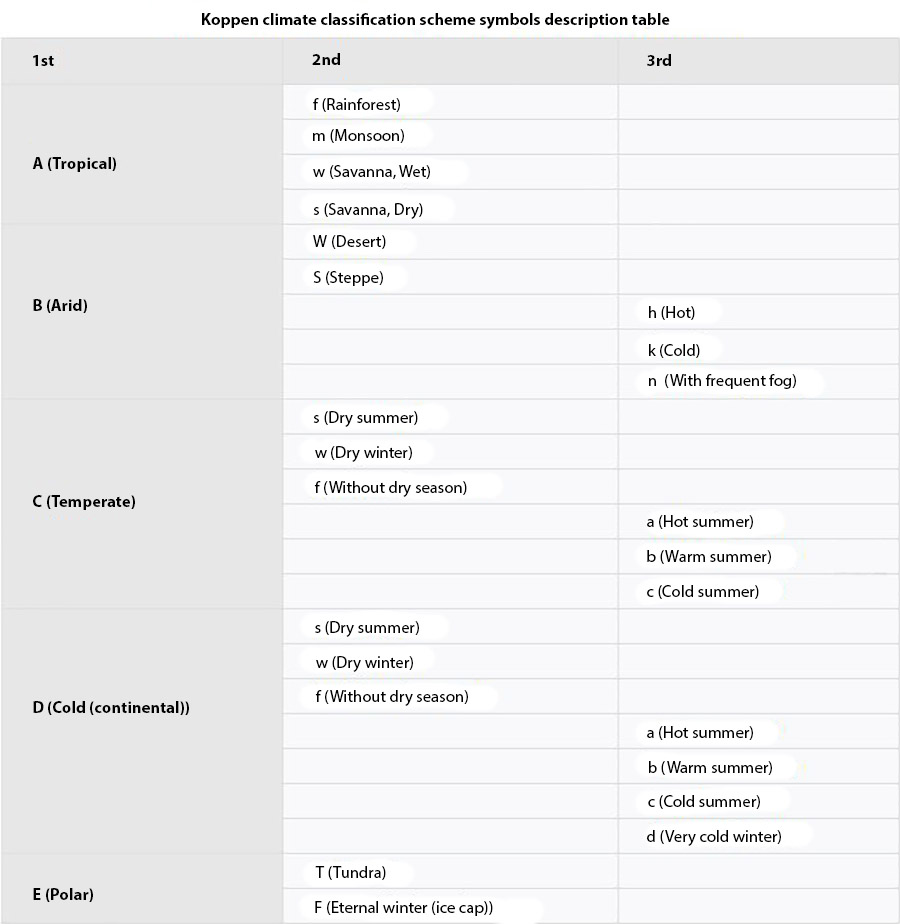 Koppen climate classification scheme symbols description table
1st 2nd 3rd
A (Tropical)
f (Rainforest)
m (Monsoon)
w (Savanna, Wet)
s (Savanna, Dry)
B (Arid)
W (Desert)
S (Steppe)
h (Hot)
k (Cold)
n (With frequent fog)
C (Temperate)
s (Dry summer)
w (Dry winter)
f (Without dry season)
a (Hot summer)
b (Warm summer)
c (Cold summer)
D (Cold (continental))
s (Dry summer)
w (Dry winter)
f (Without dry season)
a (Hot summer)
b (Warm summer)
c (Cold summer)
d (Very cold winter)
E (Polar)
T (Tundra)
F (Eternal winter (ice cap))